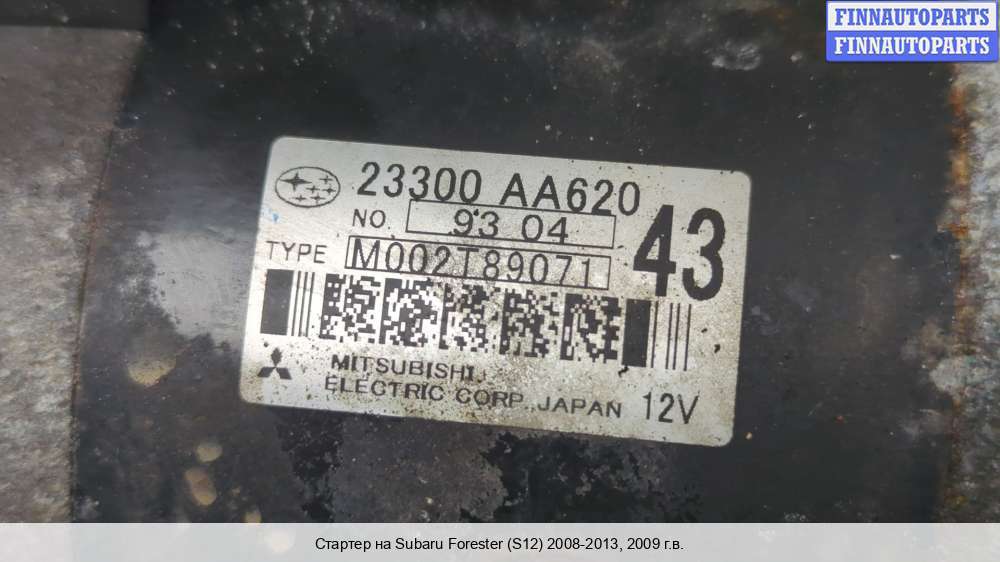 FINNAUTOPARTS
FINNAUTOPARTS
23300 AA620
NO 93 04
43
TYPE M002T89071
MITSUBISHI
ELECTRIC CORP. JAPAN 12V
Стартер на Subaru Forester (S12) 2008-2013, 2009 г.в.